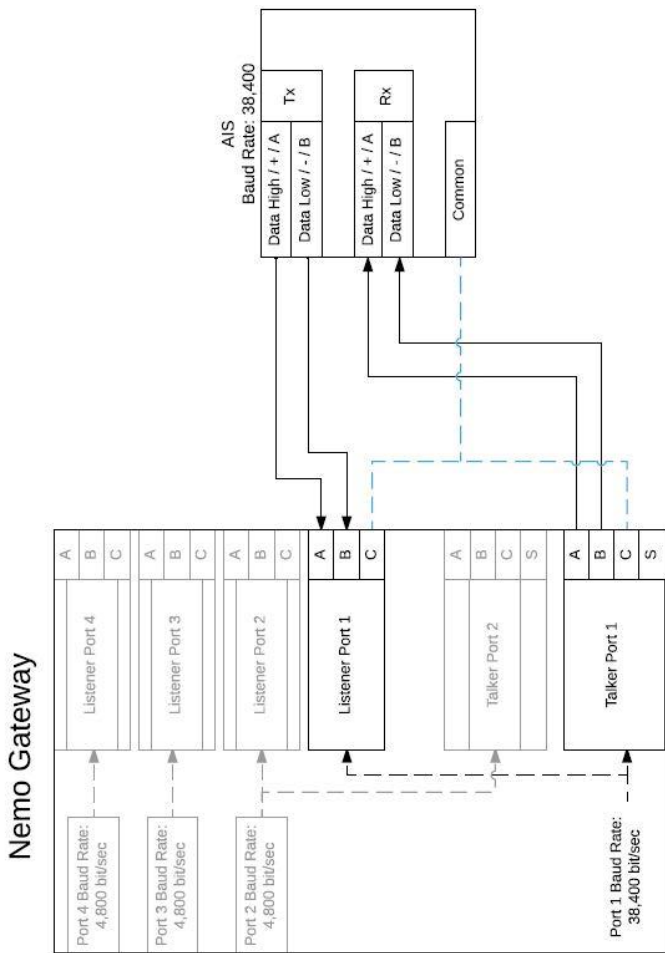 Nemo Gateway
Port 4 Baud Rate:
4,800 bit/sec
Port 3 Baud Rate:
4,800 bit/sec
Port 2 Baud Rate:
4,800 bit/sec
Port 1 Baud Rate:
38,400 bit/sec
Listener Port 4
A
B
C
Listener Port 3
A
B
C
Listener Port 2
A
B
C
Listener Port 1
A
B
C
Talker Port 2
A
B
C
S
Talker Port 1
A
B
C
S
AIS
Baud Rate: 38,400
Data High / + / A
Data Low / - / B
Tx
Data High / + / A
Data Low / - / B
Rx
Common